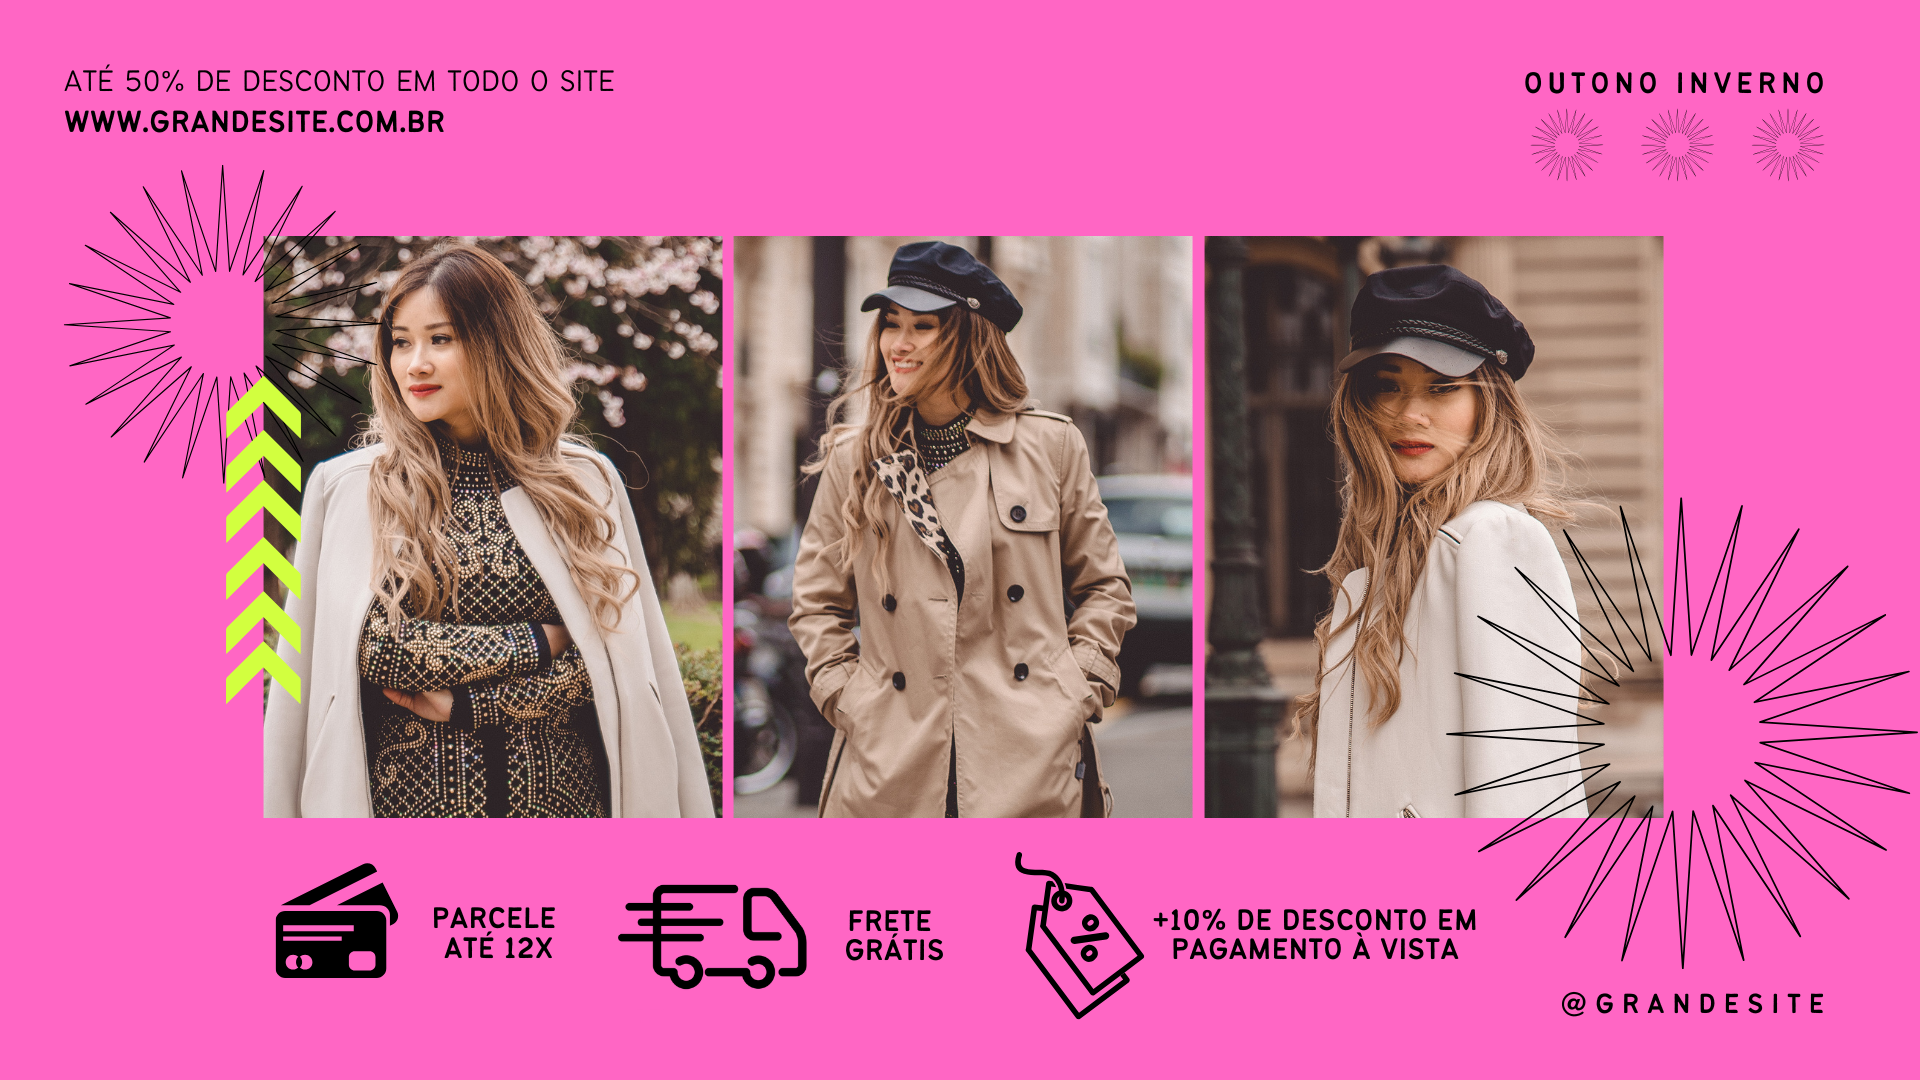 ATÉ 50% DE DESCONTO EM TODO O SITE
WWW.GRANDESITE.COM.BR
OUTONO INVERNO
PARCELE
ATÉ 12X
FRETE
GRÁTIS
%
+10% DE DESCONTO EM
PAGAMENTO À VISTA
@GRANDESITE